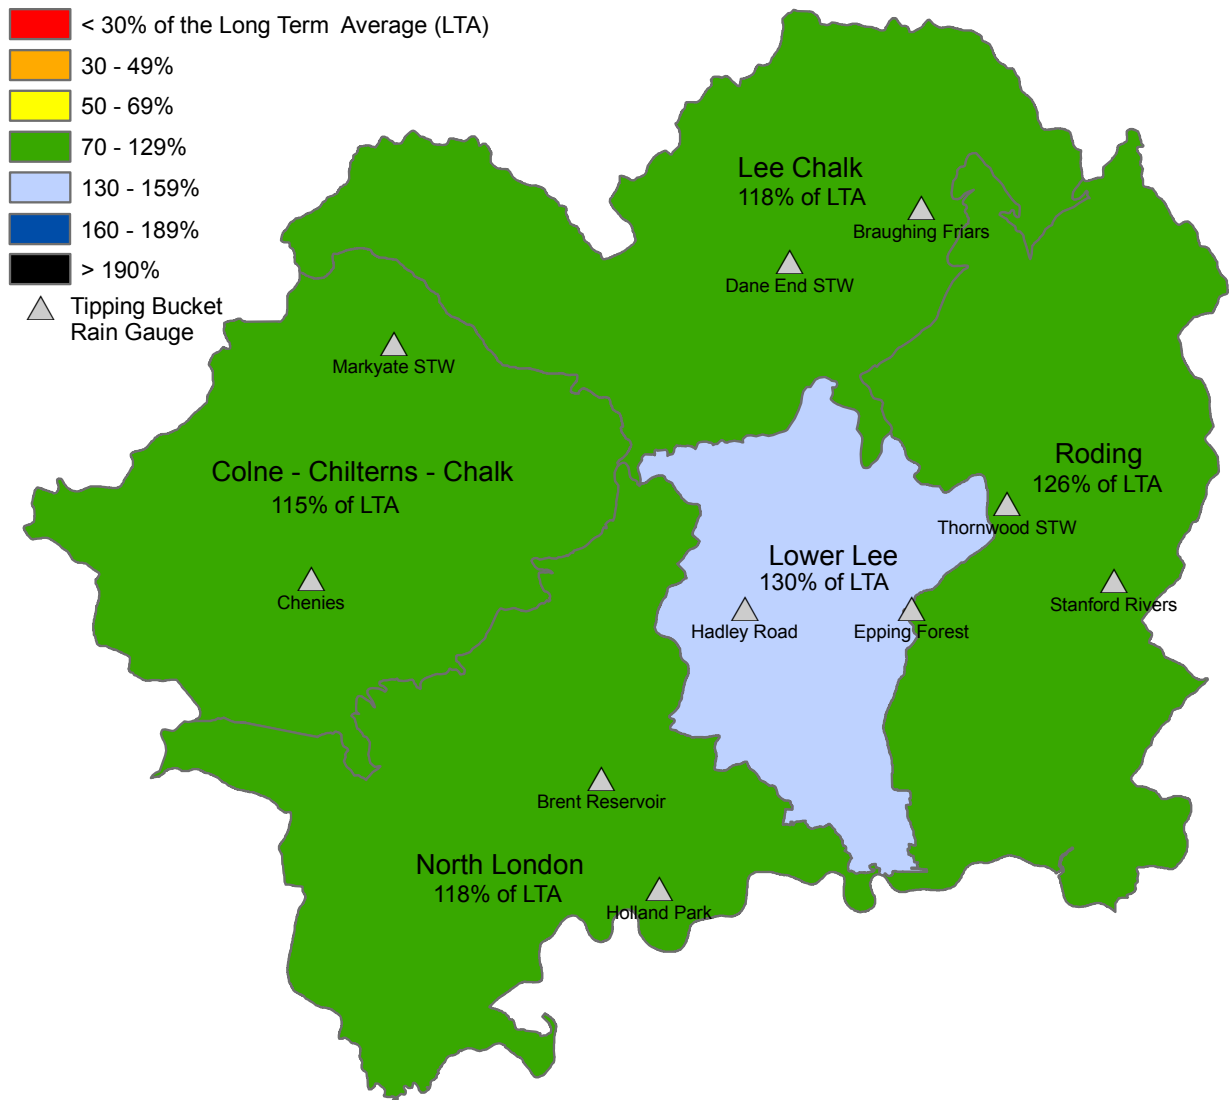 < 30% of the Long Term  Average (LTA)
30 - 49%
50 - 69%
70 - 129%
130 - 159%
160 - 189%
> 190%
Tipping Bucket
Rain Gauge
Lee Chalk
118% of LTA
Braughing Friars
Dane End STW
Markyate STW
Colne - Chilterns - Chalk
115% of LTA
Chenies
Roding
126% of LTA
Thornwood STW
Stanford Rivers
Lower Lee
130% of LTA
Hadley Road
Epping Forest
Brent Reservoir
North London
118% of LTA
Holland Park